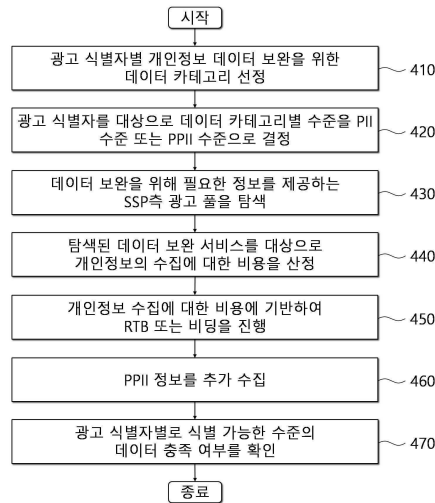 시작
광고 식별자별 개인정보 데이터 보완을 위한
데이터 카테고리 선정
410
광고 식별자를 대상으로 데이터 카테고리별 수준을 PII
수준 또는 PPII 수준으로 결정
420
데이터 보완을 위해 필요한 정보를 제공하는
SSP측 광고 풀을 탐색
430
탐색된 데이터 보완 서비스를 대상으로
개인정보의 수집에 대한 비용을 산정
440
개인정보 수집에 대한 비용에 기반하여
RTB 또는 비딩을 진행
450
PPII 정보를 추가 수집
460
광고 식별자별로 식별 가능한 수준의
데이터 충족 여부를 확인
470
종료